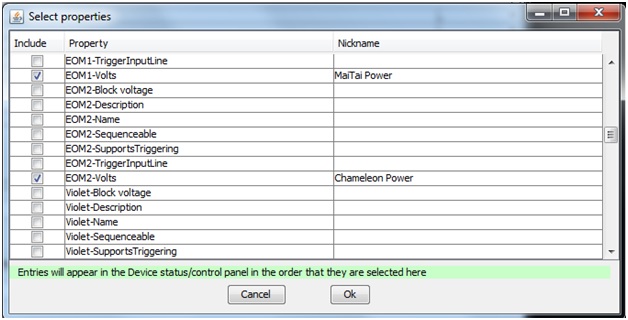 Select properties
Include Property Nickname
EOM1-TriggerInputLine
EOM1-Volts MaiTai Power
EOM2-Block voltage
EOM2-Description
EOM2-Name
EOM2-Sequenceable
EOM2-SupportsTriggering
EOM2-TriggerInputLine
EOM2-Volts Chameleon Power
Violet-Block voltage
Violet-Description
Violet-Name
Violet-Sequenceable
Violet-SupportsTriggering
Entries will appear in the Device status/control panel in the order that they are selected here
Cancel Ok